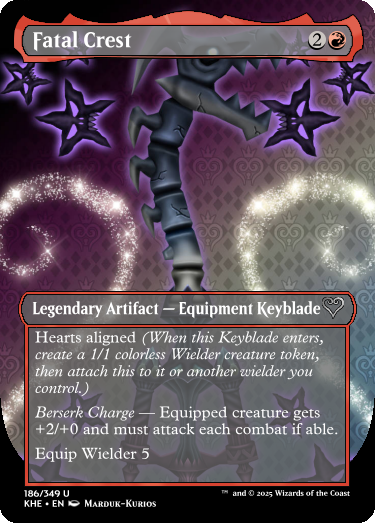 Fatal Crest 2
Legendary Artifact — Equipment Keyblade
Hearts aligned (When this Keyblade enters,
create a 1/1 colorless Wielder creature token,
then attach this to it or another wielder you
control.)
Berserk Charge — Equipped creature gets
+2/+0 and must attack each combat if able.
Equip Wielder 5
186/349 U
KHE • EN Marduk-Kurios
™ and © 2025 Wizards of the Coast